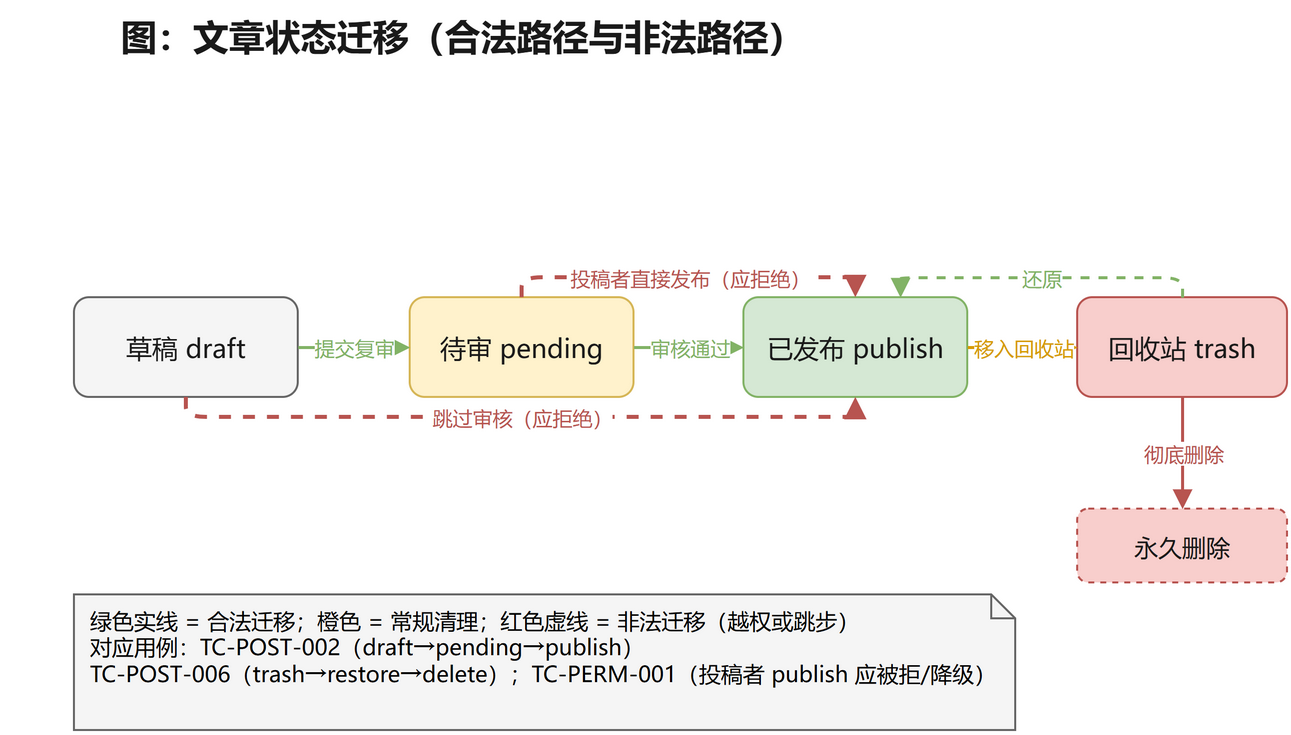 图：文章状态迁移（合法路径与非法路径）
投稿者直接发布（应拒绝）
还原
草稿 draft
提交复审
待审 pending
审核通过
已发布 publish
移入回收站
回收站 trash
跳过审核（应拒绝）
彻底删除
永久删除
绿色实线 = 合法迁移；橙色 = 常规清理；红色虚线 = 非法迁移（越权或跳步）
对应用例：TC-POST-002（draft→pending→publish）
TC-POST-006（trash→restore→delete）；TC-PERM-001（投稿者 publish 应被拒/降级）